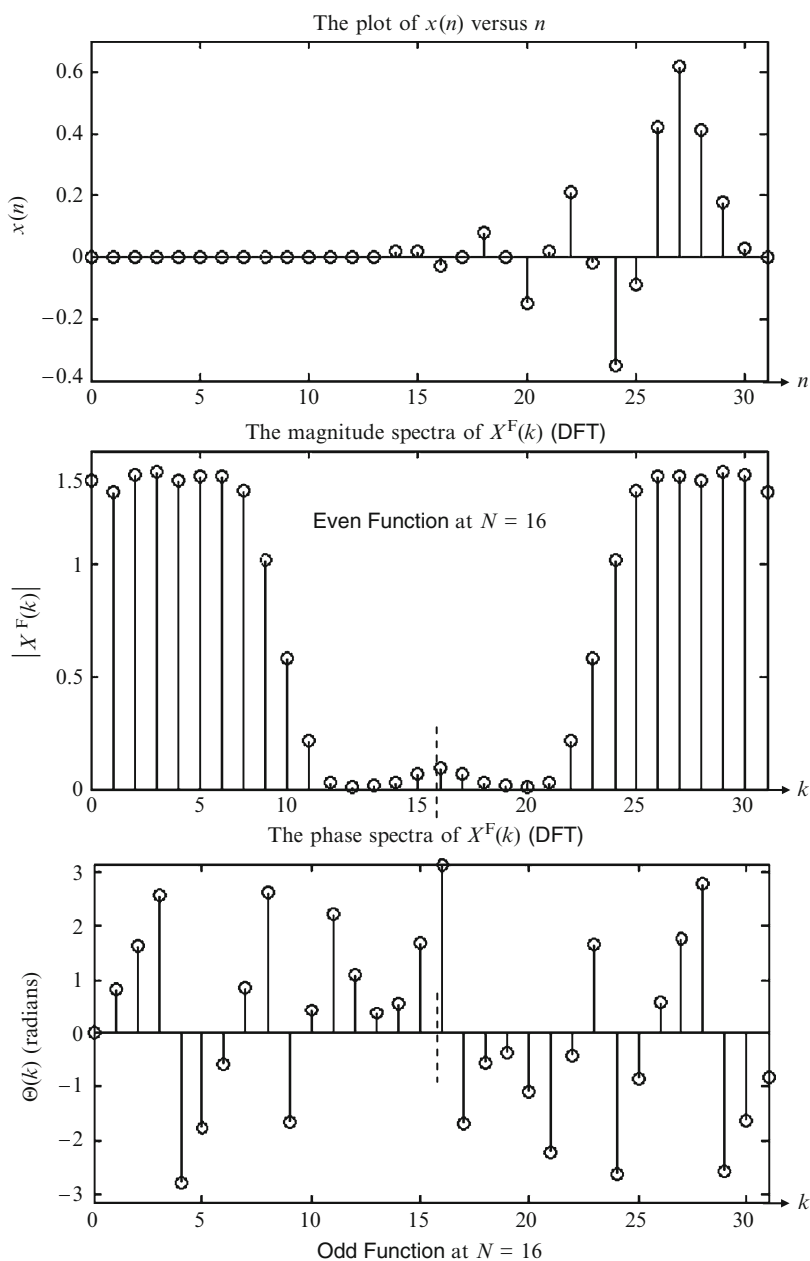 The plot of x(n) versus n
0.6
0.4
0.2
0
−0.2
−0.4
x(n)
0 5 10 15 20 25 30 n
The magnitude spectra of X^F(k) (DFT)
1.5
1
0.5
0
|X^F(k)|
Even Function at N = 16
0 5 10 15 20 25 30 k
The phase spectra of X^F(k) (DFT)
3
2
1
0
−1
−2
−3
Θ(k) (radians)
0 5 10 15 20 25 30 k
Odd Function at N = 16